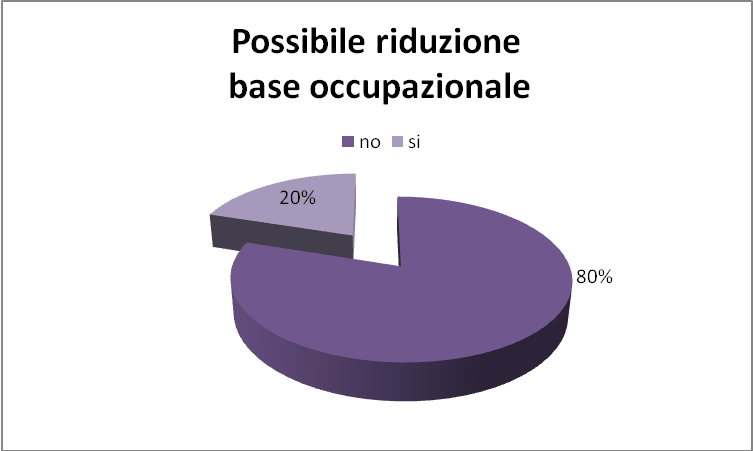 Possibile riduzione
base occupazionale
no si
20%
80%